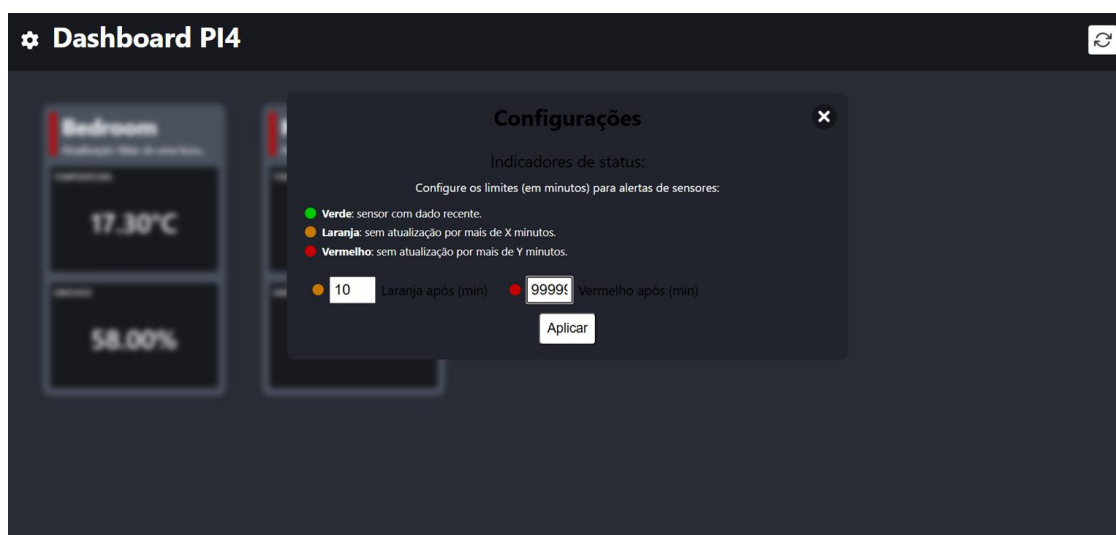 Dashboard PI4
Configurações
Indicadores de status:
Configure os limites (em minutos) para alertas de sensores:
Verde: sensor com dado recente.
Laranja: sem atualização por mais de X minutos.
Vermelho: sem atualização por mais de Y minutos.
10 Laranja após (min) 9999 Vermelho após (min)
Aplicar
Bedroom
17.30°C
58.00%